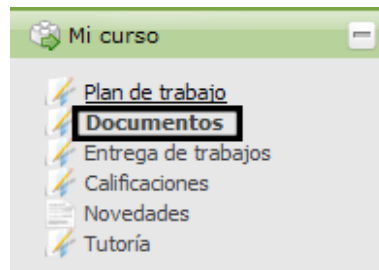 Mi curso
Plan de trabajo
Documentos
Entrega de trabajos
Calificaciones
Novedades
Tutoría